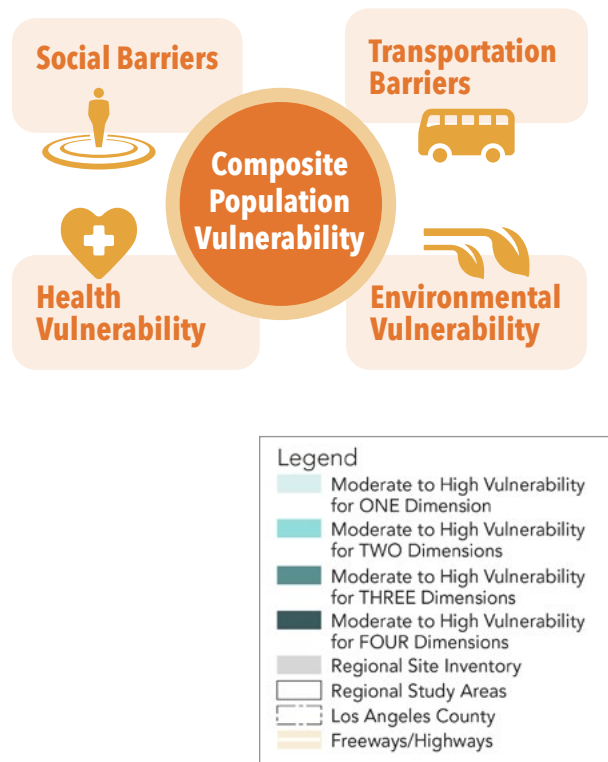 Social Barriers
Transportation
Barriers
Composite
Population
Vulnerability
Health
Vulnerability
Environmental
Vulnerability
Legend
Moderate to High Vulnerability
for ONE Dimension
Moderate to High Vulnerability
for TWO Dimensions
Moderate to High Vulnerability
for THREE Dimensions
Moderate to High Vulnerability
for FOUR Dimensions
Regional Site Inventory
Regional Study Areas
Los Angeles County
Freeways/Highways